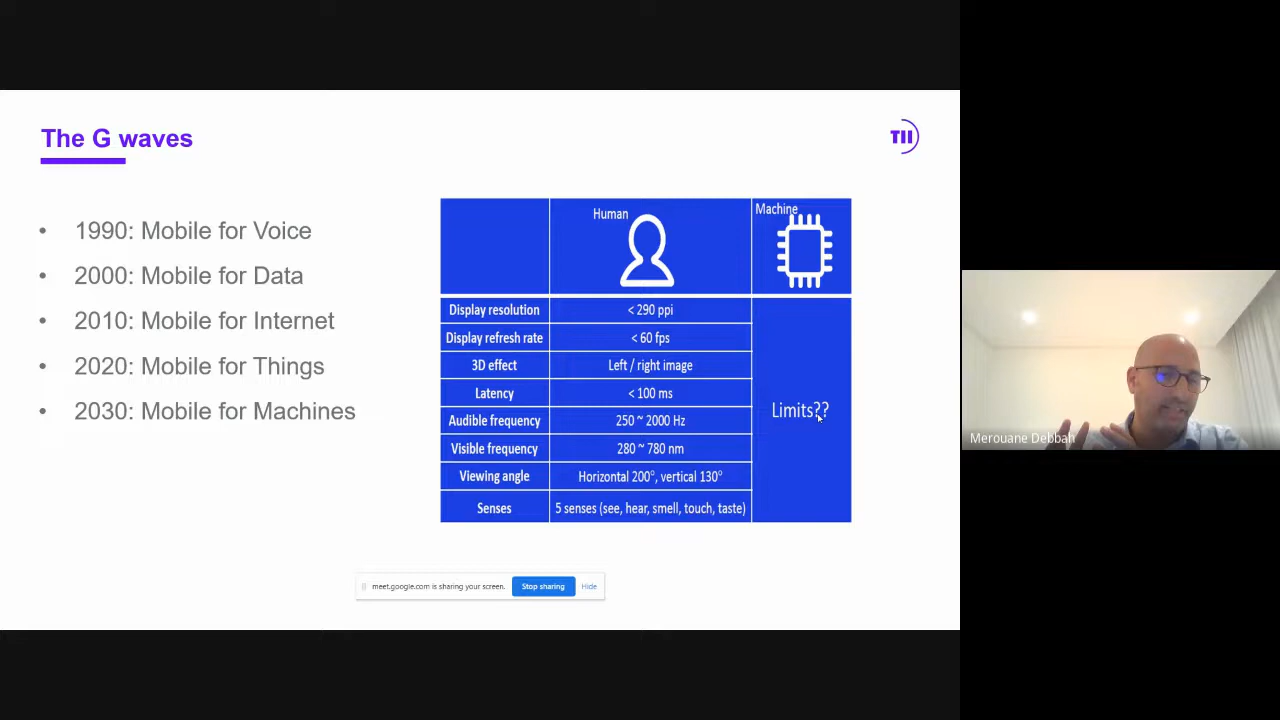 The G waves
TII
• 1990: Mobile for Voice
• 2000: Mobile for Data
• 2010: Mobile for Internet
• 2020: Mobile for Things
• 2030: Mobile for Machines
Human
Machine
Display resolution < 290 ppi
Display refresh rate < 60 fps
3D effect Left / right image
Latency < 100 ms
Audible frequency 250 ~ 2000 Hz
Visible frequency 280 ~ 780 nm
Viewing angle Horizontal 200°, vertical 130°
Senses 5 senses (see, hear, smell, touch, taste)
Limits??
meet.google.com is sharing your screen. Stop sharing Hide
Merouane Debbah